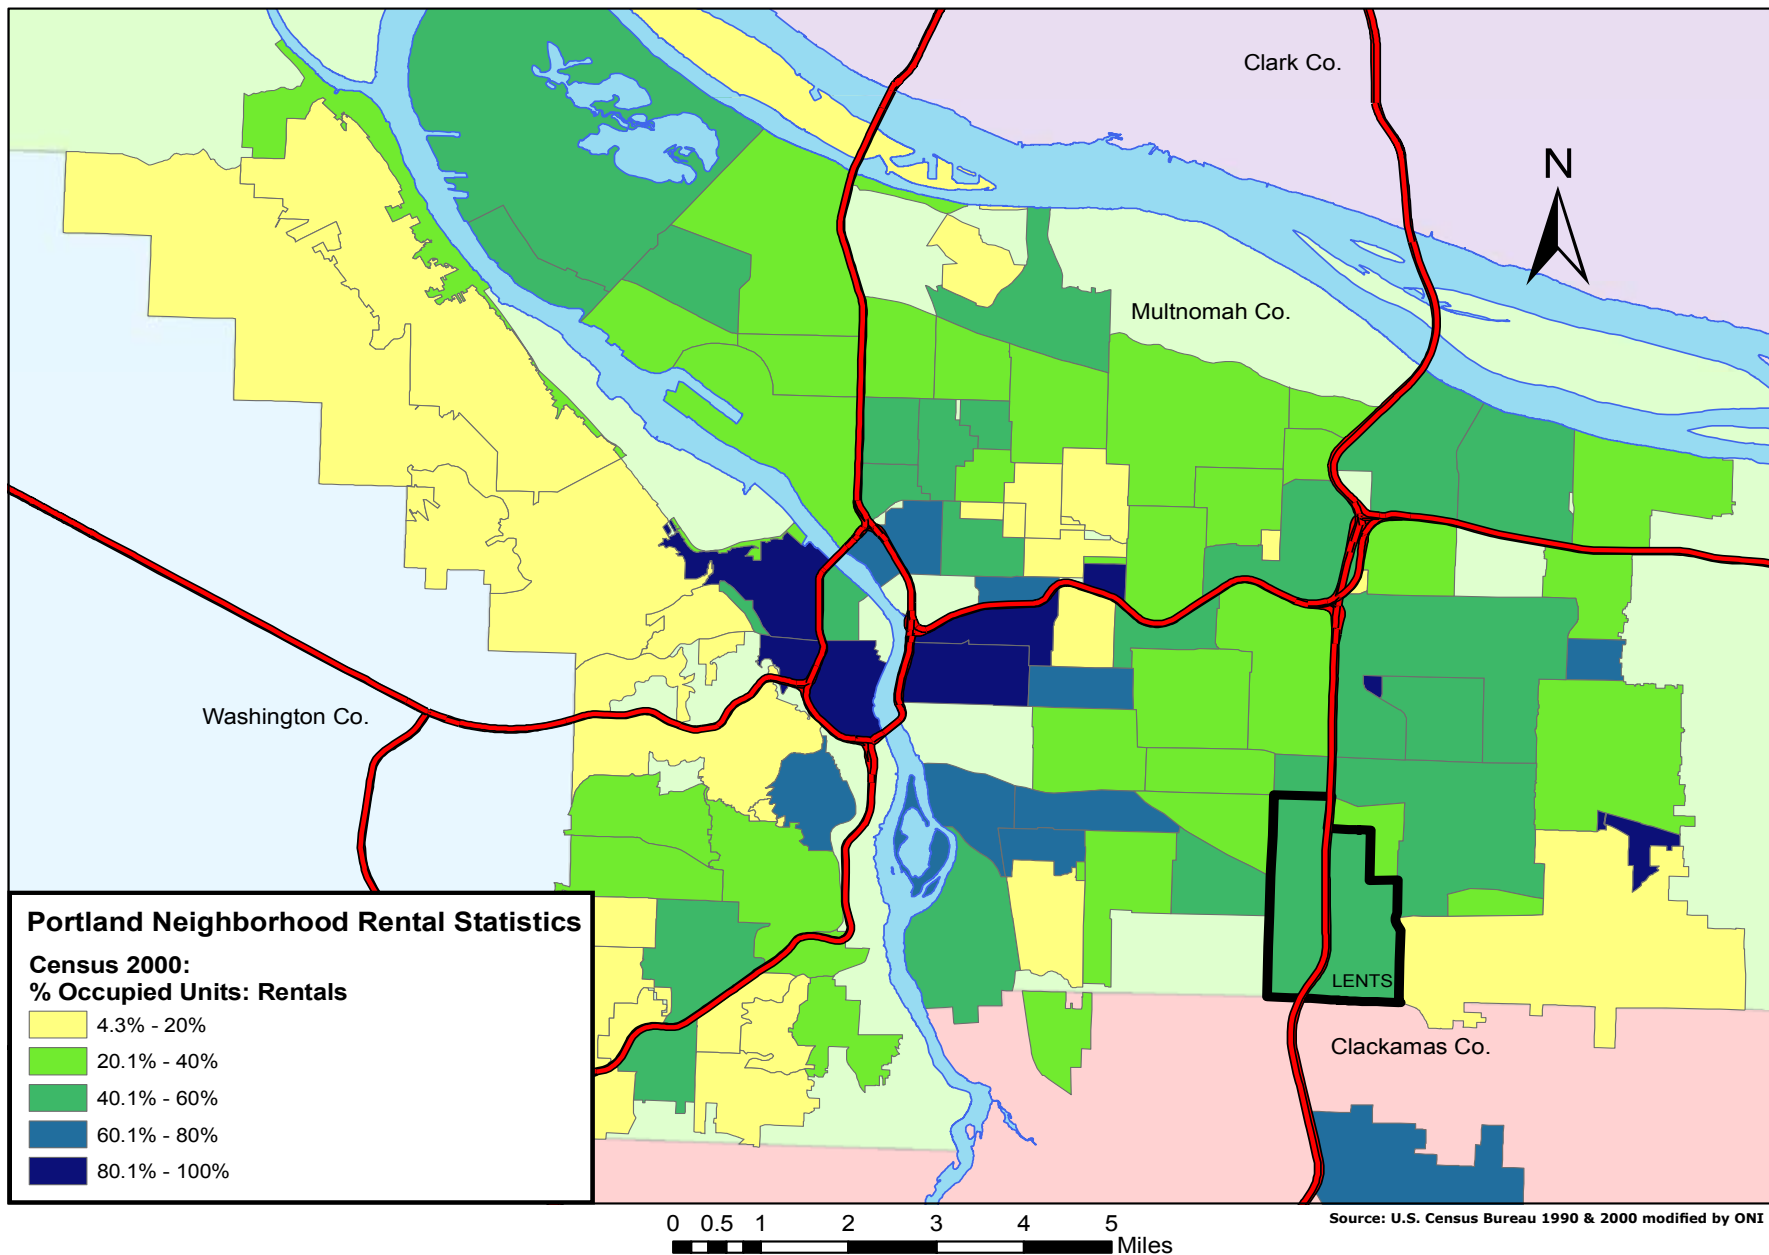 Clark Co.
N
Multnomah Co.
Washington Co.
LENTS
Clackamas Co.
Portland Neighborhood Rental Statistics
Census 2000:
% Occupied Units: Rentals
4.3% - 20%
20.1% - 40%
40.1% - 60%
60.1% - 80%
80.1% - 100%
0 0.5 1 2 3 4 5
Miles
Source: U.S. Census Bureau 1990 & 2000 modified by ONI